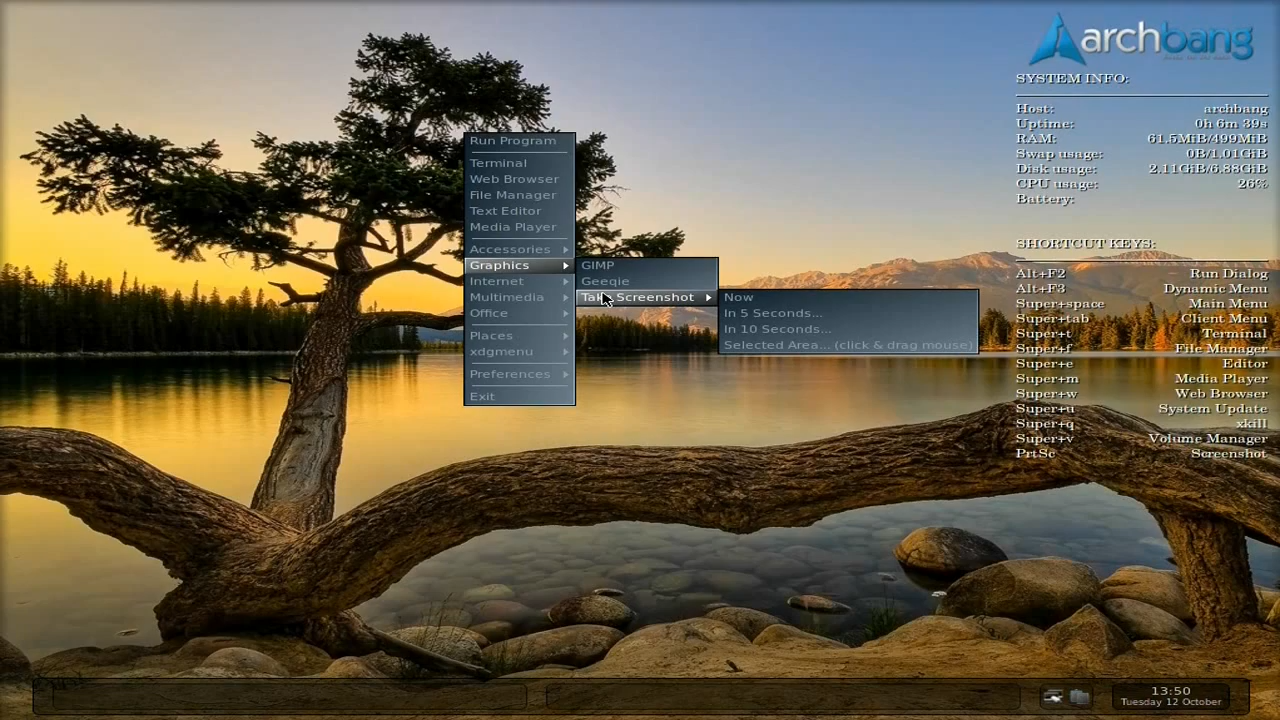 archbang
SYSTEM INFO:
Host: archbang
Uptime: 0h 6m 39s
RAM: 61.5MiB/499MiB
Swap usage: 0B/1.01GiB
Disk usage: 2.11GiB/6.88GiB
CPU usage: 26%
Battery:
SHORTCUT KEYS:
Alt+F2 Run Dialog
Alt+F3 Dynamic Menu
Super+space Main Menu
Super+tab Client Menu
Super+t Terminal
Super+f File Manager
Super+e Editor
Super+m Media Player
Super+w Web Browser
Super+u System Update
Super+q xkill
Super+v Volume Manager
PrtSc Screenshot
Run Program
Terminal
Web Browser
File Manager
Text Editor
Media Player
Accessories
Graphics
Internet
Multimedia
Office
Places
xdgmenu
Preferences
Exit
GIMP
Geeqie
Take Screenshot
Now
In 5 Seconds...
In 10 Seconds...
Selected Area... (click & drag mouse)
13:50
Tuesday 12 October